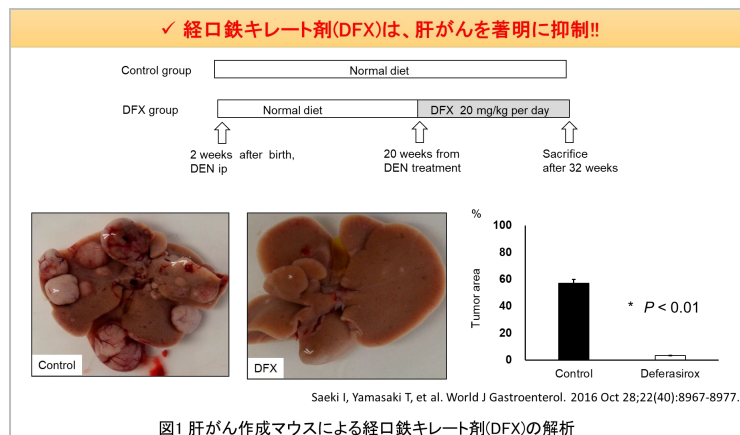 ✓ 経口鉄キレート剤(DFX)は、肝がんを著明に抑制!!
Control group
Normal diet
DFX group
Normal diet
DFX 20 mg/kg per day
2 weeks after birth,
DEN ip
20 weeks from
DEN treatment
Sacrifice
after 32 weeks
Control
DFX
%
100
80
60
40
20
0
Tumor area
* P < 0.01
Control
Deferasirox
Saeki I, Yamasaki T, et al. World J Gastroenterol. 2016 Oct 28;22(40):8967-8977.
図1 肝がん作成マウスによる経口鉄キレート剤(DFX)の解析